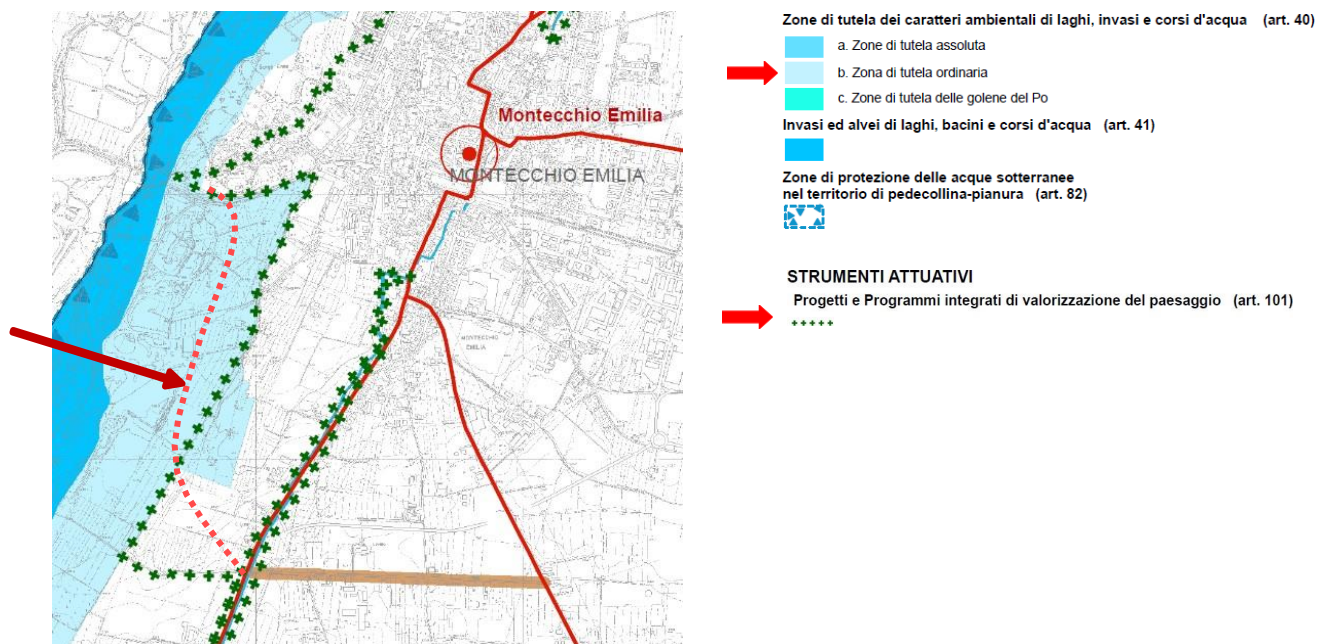 Montecchio Emilia
MONTECCHIO EMILIA
MONTECCHIO
EMILIA
Zone di tutela dei caratteri ambientali di laghi, invasi e corsi d'acqua (art. 40)
a. Zone di tutela assoluta
b. Zona di tutela ordinaria
c. Zone di tutela delle golene del Po
Invasi ed alvei di laghi, bacini e corsi d'acqua (art. 41)
Zone di protezione delle acque sotterranee
nel territorio di pedecollina-pianura (art. 82)
STRUMENTI ATTUATIVI
Progetti e Programmi integrati di valorizzazione del paesaggio (art. 101)